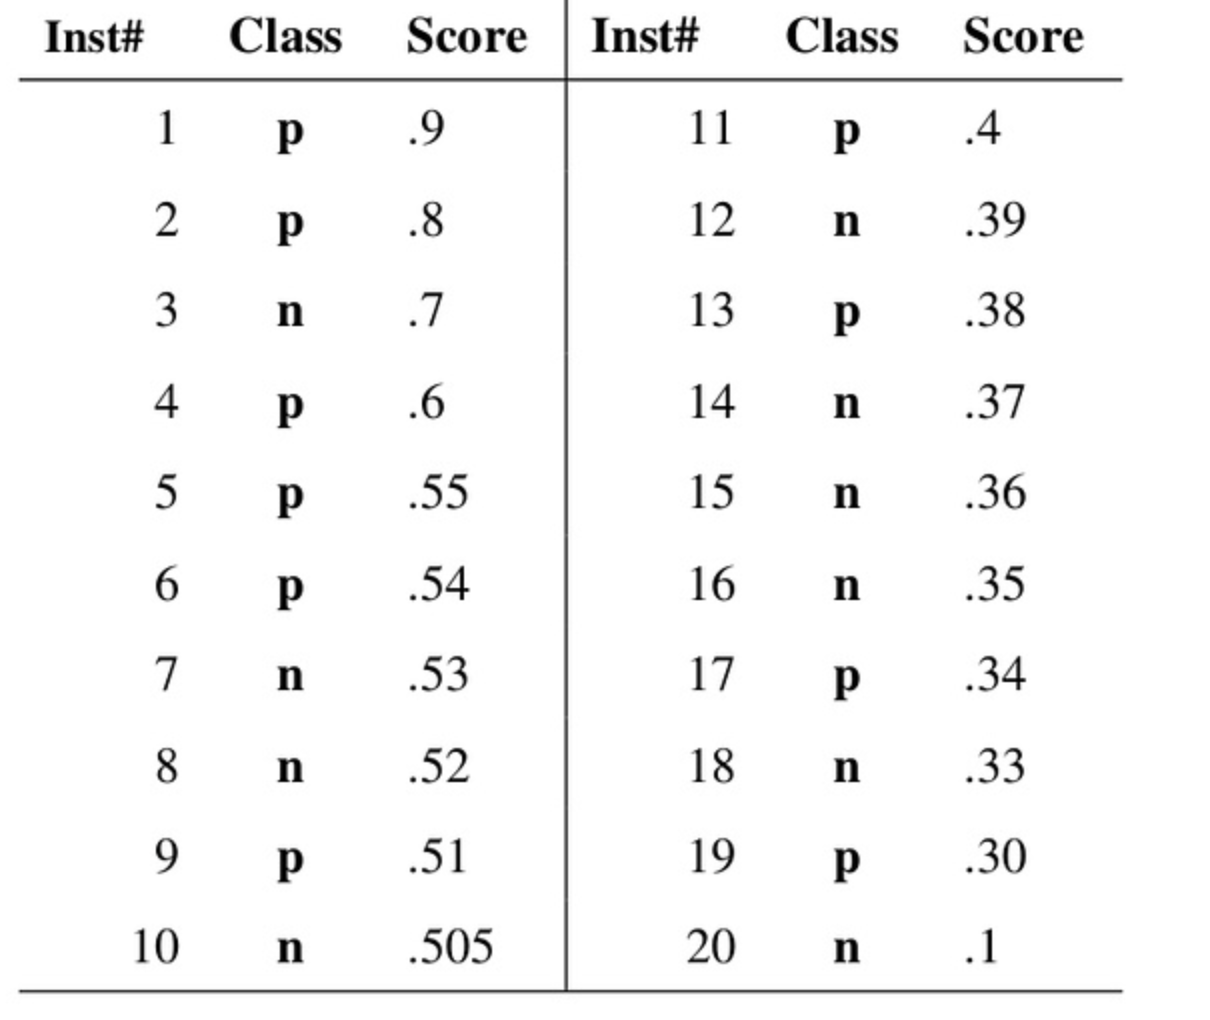 Inst# Class Score Inst# Class Score
1 p .9 11 p .4
2 p .8 12 n .39
3 n .7 13 p .38
4 p .6 14 n .37
5 p .55 15 n .36
6 p .54 16 n .35
7 n .53 17 p .34
8 n .52 18 n .33
9 p .51 19 p .30
10 n .505 20 n .1